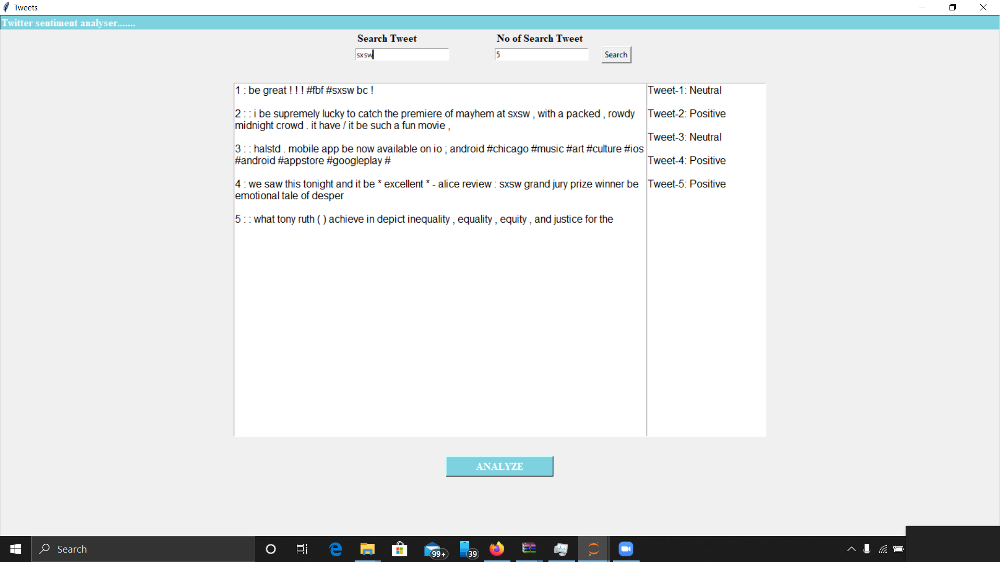 Tweets
Twitter sentiment analyser.......
Search Tweet
No of Search Tweet
sxsw
5
Search
1 : be great ! ! ! #fbf #sxsw bc !
2 : : i be supremely lucky to catch the premiere of mayhem at sxsw , with a packed , rowdy
midnight crowd . it have / it be such a fun movie ,
3 : : halstd . mobile app be now available on io ; android #chicago #music #art #culture #ios
#android #appstore #googleplay #
4 : we saw this tonight and it be * excellent * - alice review : sxsw grand jury prize winner be
emotional tale of desper
5 : : what tony ruth ( ) achieve in depict inequality , equality , equity , and justice for the
Tweet-1: Neutral
Tweet-2: Positive
Tweet-3: Neutral
Tweet-4: Positive
Tweet-5: Positive
ANALYZE
Search
99+
39